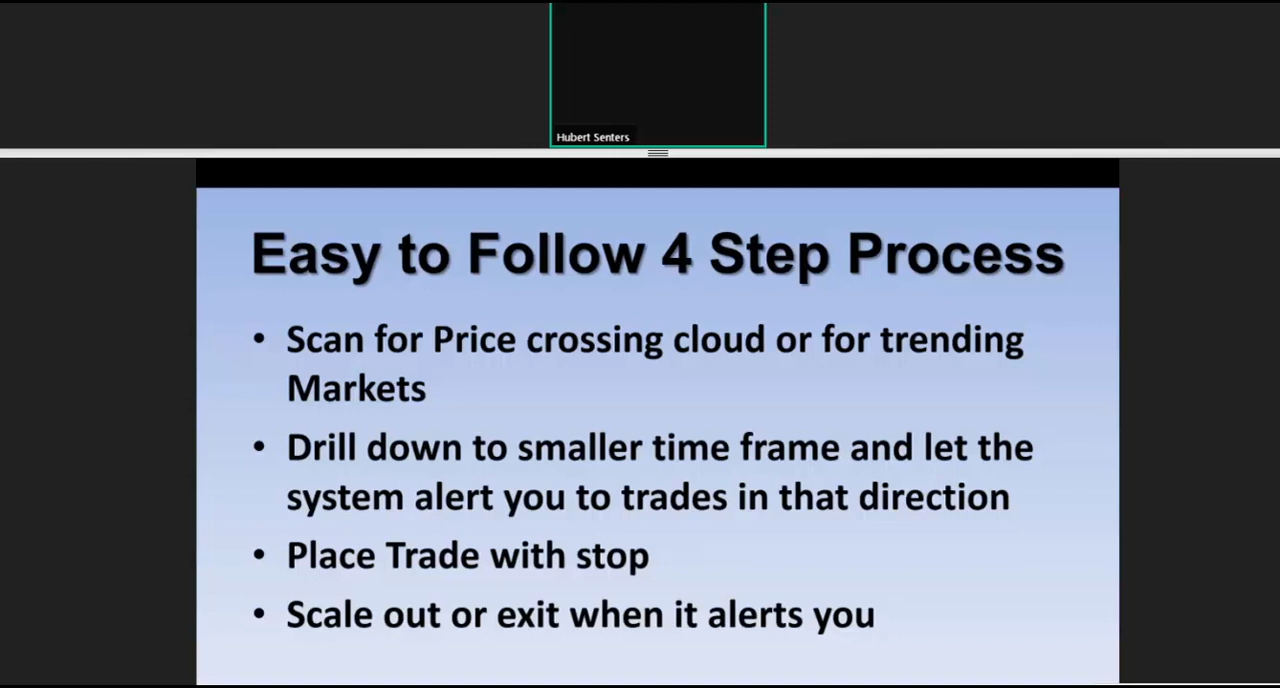 Hubert Senters
Easy to Follow 4 Step Process
• Scan for Price crossing cloud or for trending
Markets
• Drill down to smaller time frame and let the
system alert you to trades in that direction
• Place Trade with stop
• Scale out or exit when it alerts you